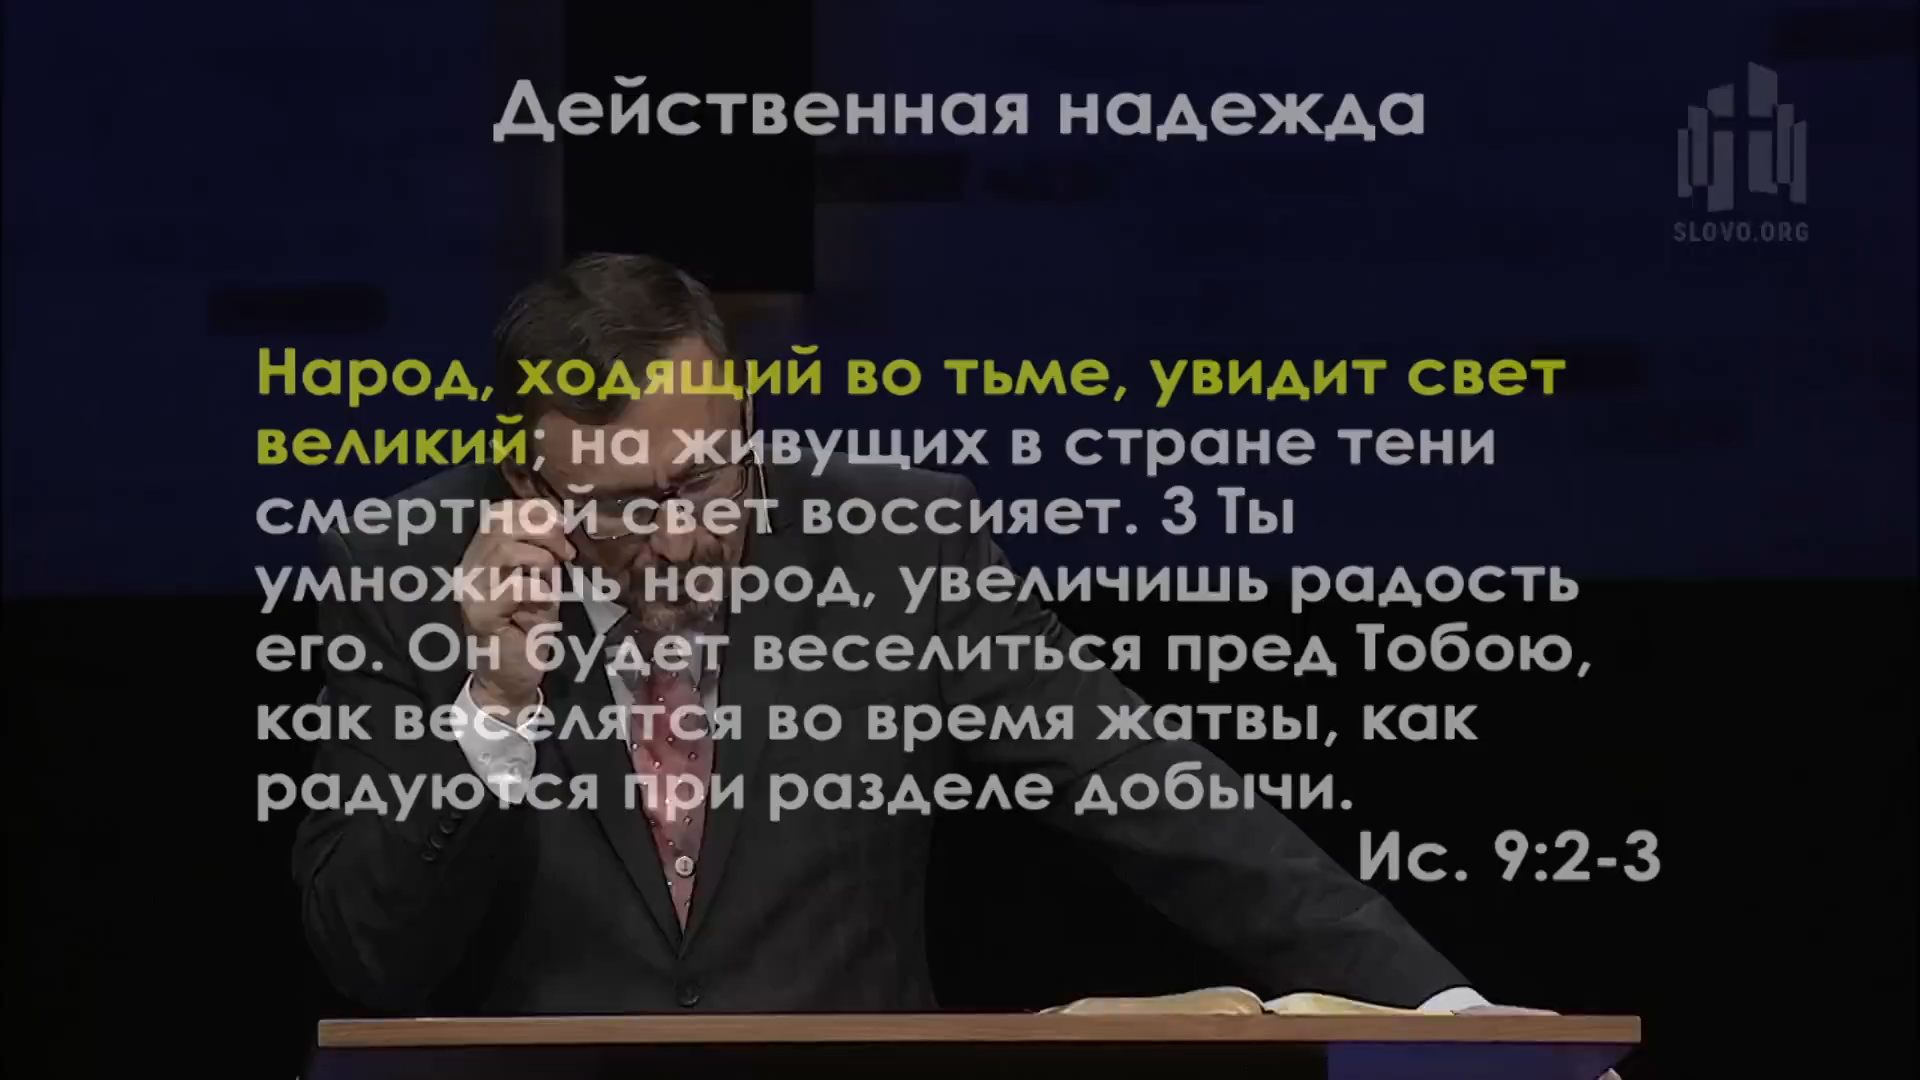 Действенная надежда
SLOVO.ORG
Народ, ходящий во тьме, увидит свет
великий; на живущих в стране тени
смертной свет воссияет. 3 Ты
умножишь народ, увеличишь радость
его. Он будет веселиться пред Тобою,
как веселятся во время жатвы, как
радуются при разделе добычи.
Ис. 9:2-3